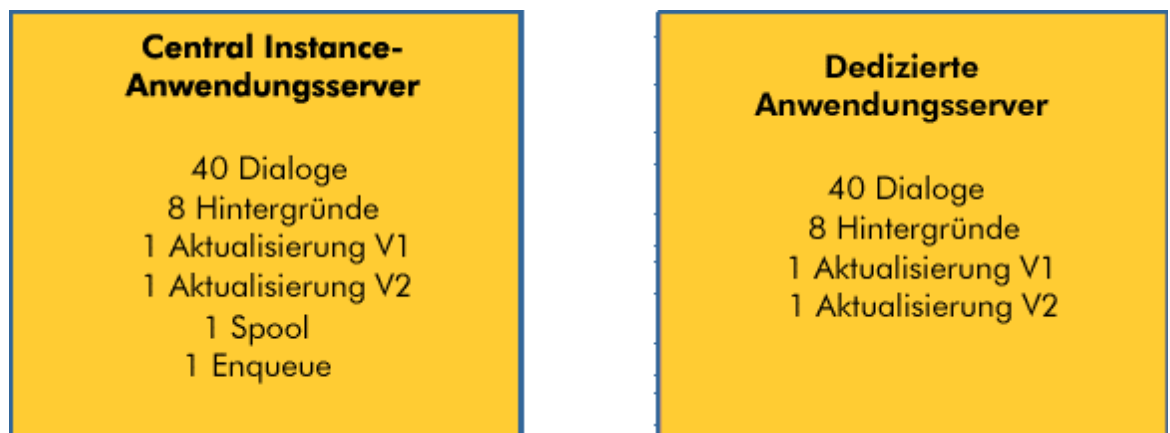 Central Instance-
Anwendungsserver
40 Dialoge
8 Hintergründe
1 Aktualisierung V1
1 Aktualisierung V2
1 Spool
1 Enqueue
Dedizierte
Anwendungsserver
40 Dialoge
8 Hintergründe
1 Aktualisierung V1
1 Aktualisierung V2